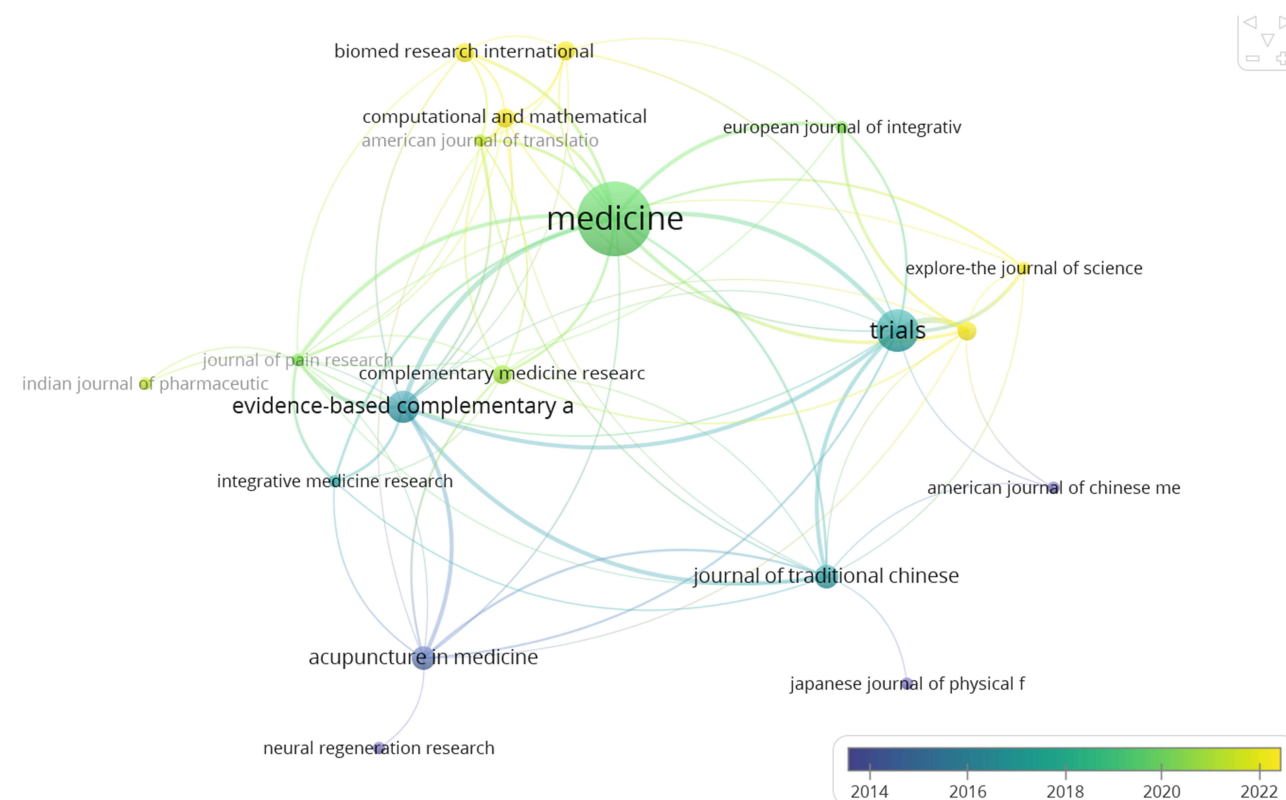 biomed research international
computational and mathematical
american journal of translatio
european journal of integrativ
medicine
explore-the journal of science
trials
journal of pain research
complementary medicine researc
indian journal of pharmaceutic
evidence-based complementary a
integrative medicine research
american journal of chinese me
journal of traditional chinese
acupuncture in medicine
japanese journal of physical f
neural regeneration research
2014 2016 2018 2020 2022